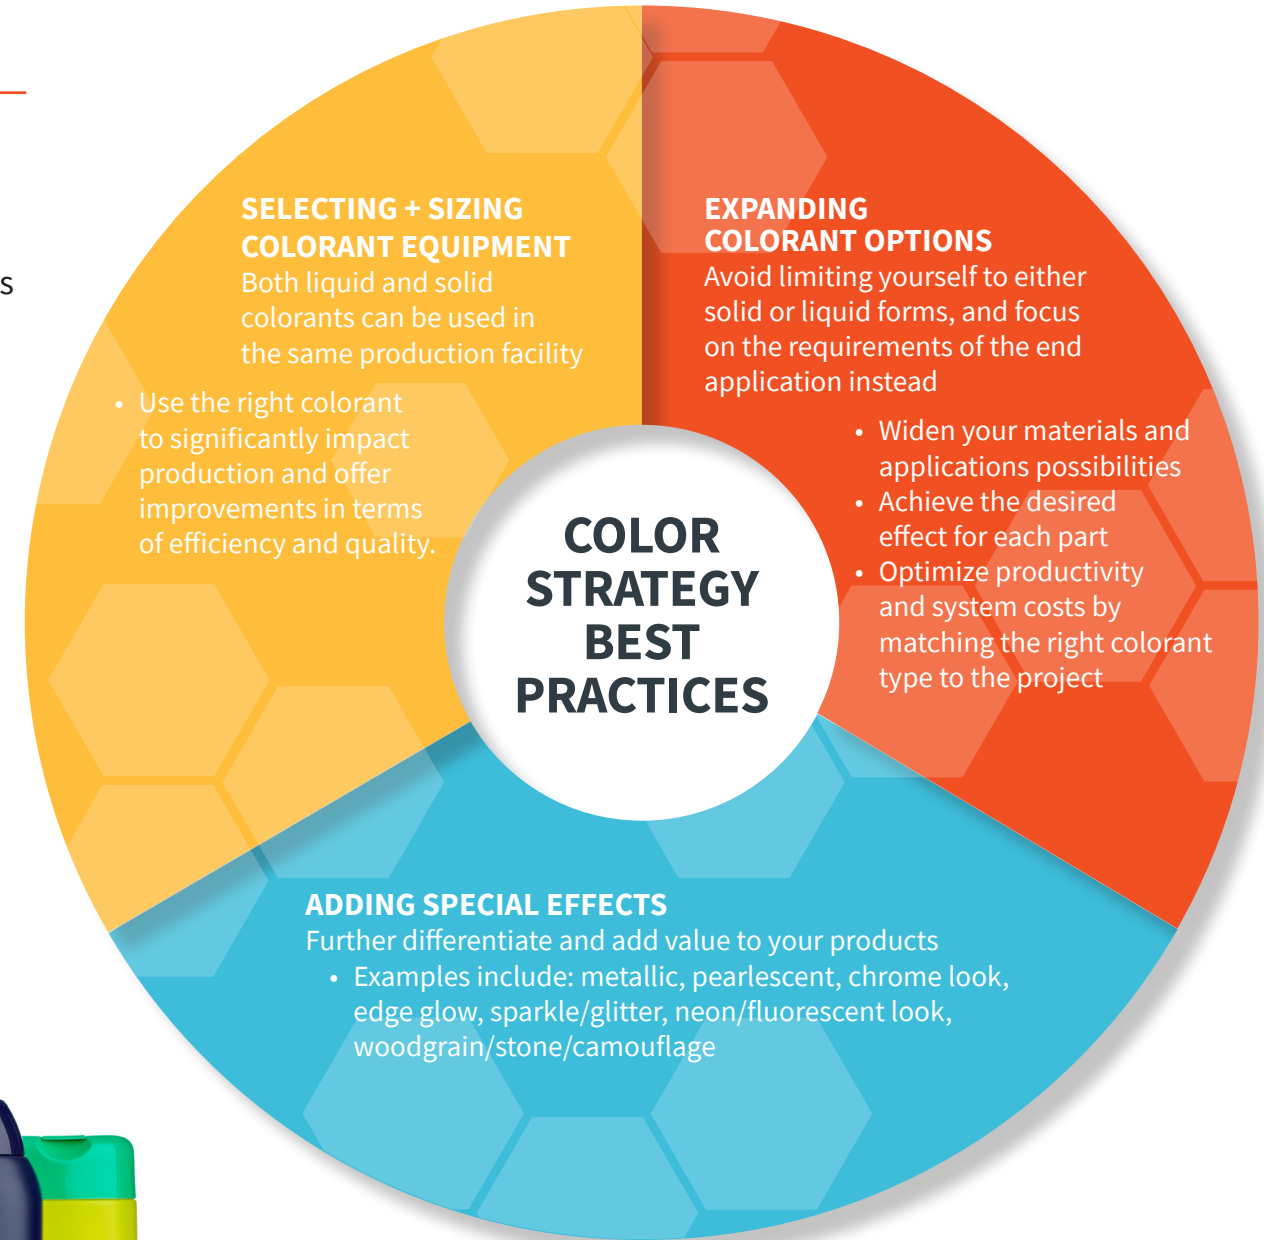 s
SELECTING + SIZING
COLORANT EQUIPMENT
Both liquid and solid
colorants can be used in
the same production facility
• Use the right colorant
to significantly impact
production and offer
improvements in terms
of efficiency and quality.
EXPANDING
COLORANT OPTIONS
Avoid limiting yourself to either
solid or liquid forms, and focus
on the requirements of the end
application instead
• Widen your materials and
applications possibilities
• Achieve the desired
effect for each part
• Optimize productivity
and system costs by
matching the right colorant
type to the project
COLOR
STRATEGY
BEST
PRACTICES
ADDING SPECIAL EFFECTS
Further differentiate and add value to your products
• Examples include: metallic, pearlescent, chrome look,
edge glow, sparkle/glitter, neon/fluorescent look,
woodgrain/stone/camouflage